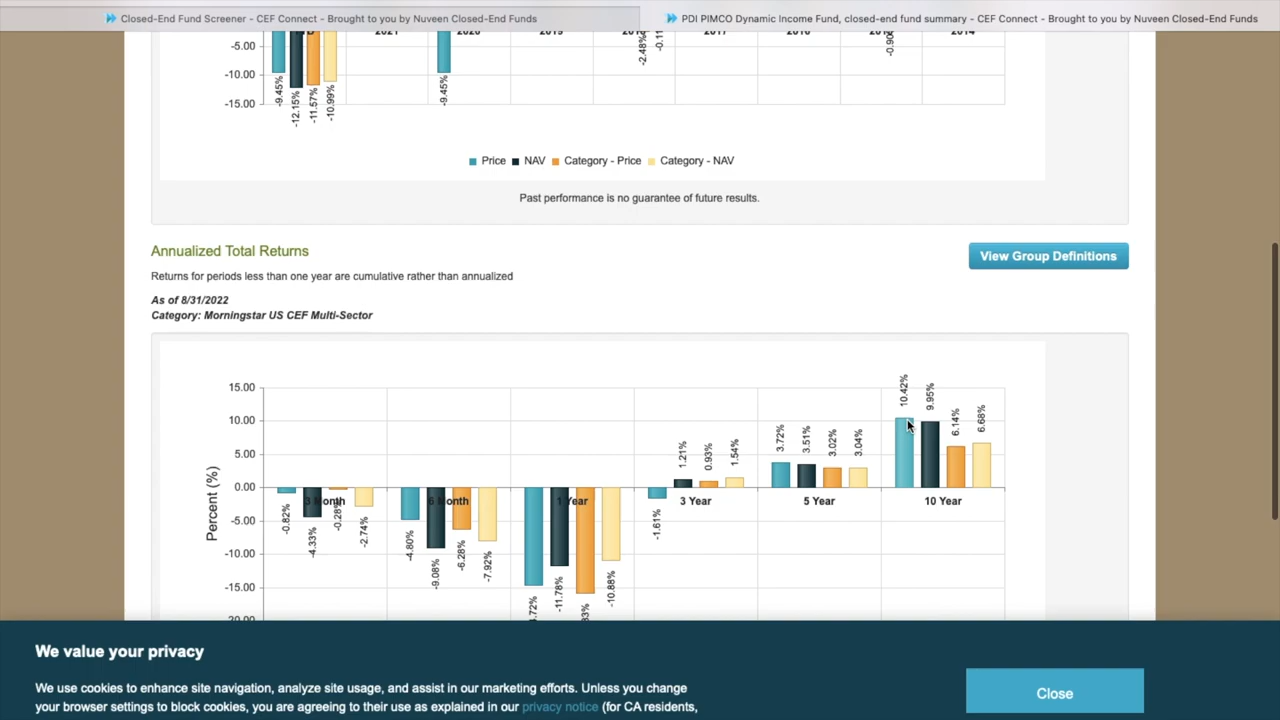 Closed-End Fund Screener - CEF Connect - Brought to you by Nuveen Closed-End Funds
PDI PIMCO Dynamic Income Fund, closed-end fund summary - CEF Connect - Brought to you by Nuveen Closed-End Funds
2021 2020 2019 2017 2016 2014
-5.00
-10.00
-15.00
-9.45%
-12.15%
-11.57%
-10.99%
-9.45%
-2.48%
Price NAV Category - Price Category - NAV
Past performance is no guarantee of future results.
Annualized Total Returns
View Group Definitions
Returns for periods less than one year are cumulative rather than annualized
As of 8/31/2022
Category: Morningstar US CEF Multi-Sector
Percent (%)
15.00
10.00
5.00
0.00
-5.00
-10.00
-15.00
-20.00
3 Month 6 Month 1 Year 3 Year 5 Year 10 Year
-0.82%
-4.33%
-0.28%
-2.74%
-4.80%
-9.08%
-6.28%
-7.92%
-11.78%
-10.88%
-1.61%
1.21%
0.93%
1.54%
3.72%
3.51%
3.02%
3.04%
10.42%
9.95%
6.14%
6.68%
We value your privacy
We use cookies to enhance site navigation, analyze site usage, and assist in our marketing efforts. Unless you change
your browser settings to block cookies, you are agreeing to their use as explained in our privacy notice (for CA residents,
Close